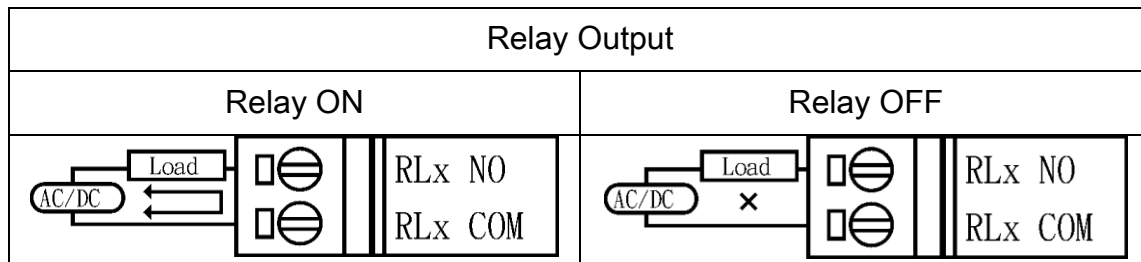 Relay Output
Relay ON
Relay OFF
Load
AC/DC
RLx NO
RLx COM
Load
AC/DC
×
RLx NO
RLx COM